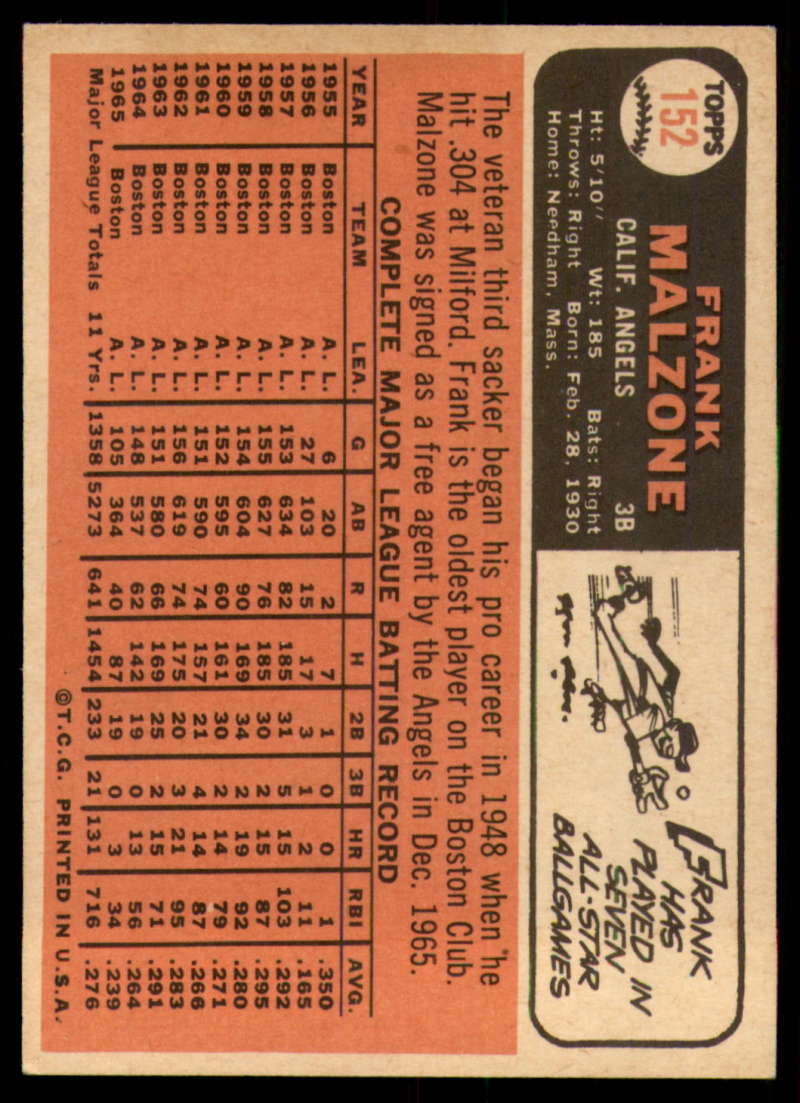 TOPPS
152
FRANK
MALZONE
CALIF. ANGELS 3B
Ht: 5'10" Wt: 185 Bats: Right
Throws: Right Born: Feb. 28, 1930
Home: Needham, Mass.
FRANK
HAS
PLAYED IN
SEVEN
ALL-STAR
BALLGAMES
The veteran third sacker began his pro career in 1948 when he
hit .304 at Milford. Frank is the oldest player on the Boston Club.
Malzone was signed as a free agent by the Angels in Dec. 1965.
COMPLETE MAJOR LEAGUE BATTING RECORD
YEAR TEAM LEA. G AB R H 2B 3B HR RBI AVG.
1955 Boston A. L. 6 20 2 7 1 0 0 1 .350
1956 Boston A. L. 27 103 15 17 3 1 2 11 .165
1957 Boston A. L. 153 634 82 185 31 5 15 103 .292
1958 Boston A. L. 155 627 76 185 30 2 15 87 .295
1959 Boston A. L. 154 604 90 169 34 2 19 92 .280
1960 Boston A. L. 152 595 60 161 30 2 14 79 .271
1961 Boston A. L. 151 590 74 157 21 4 14 87 .266
1962 Boston A. L. 156 619 74 175 20 3 21 95 .283
1963 Boston A. L. 151 580 66 169 25 2 15 71 .291
1964 Boston A. L. 148 537 62 142 19 0 13 56 .264
1965 Boston A. L. 105 364 40 87 19 0 3 34 .239
Major League Totals 11 Yrs. 1358 5273 641 1454 233 21 131 716 .276
©T.C.G. PRINTED IN U.S.A.